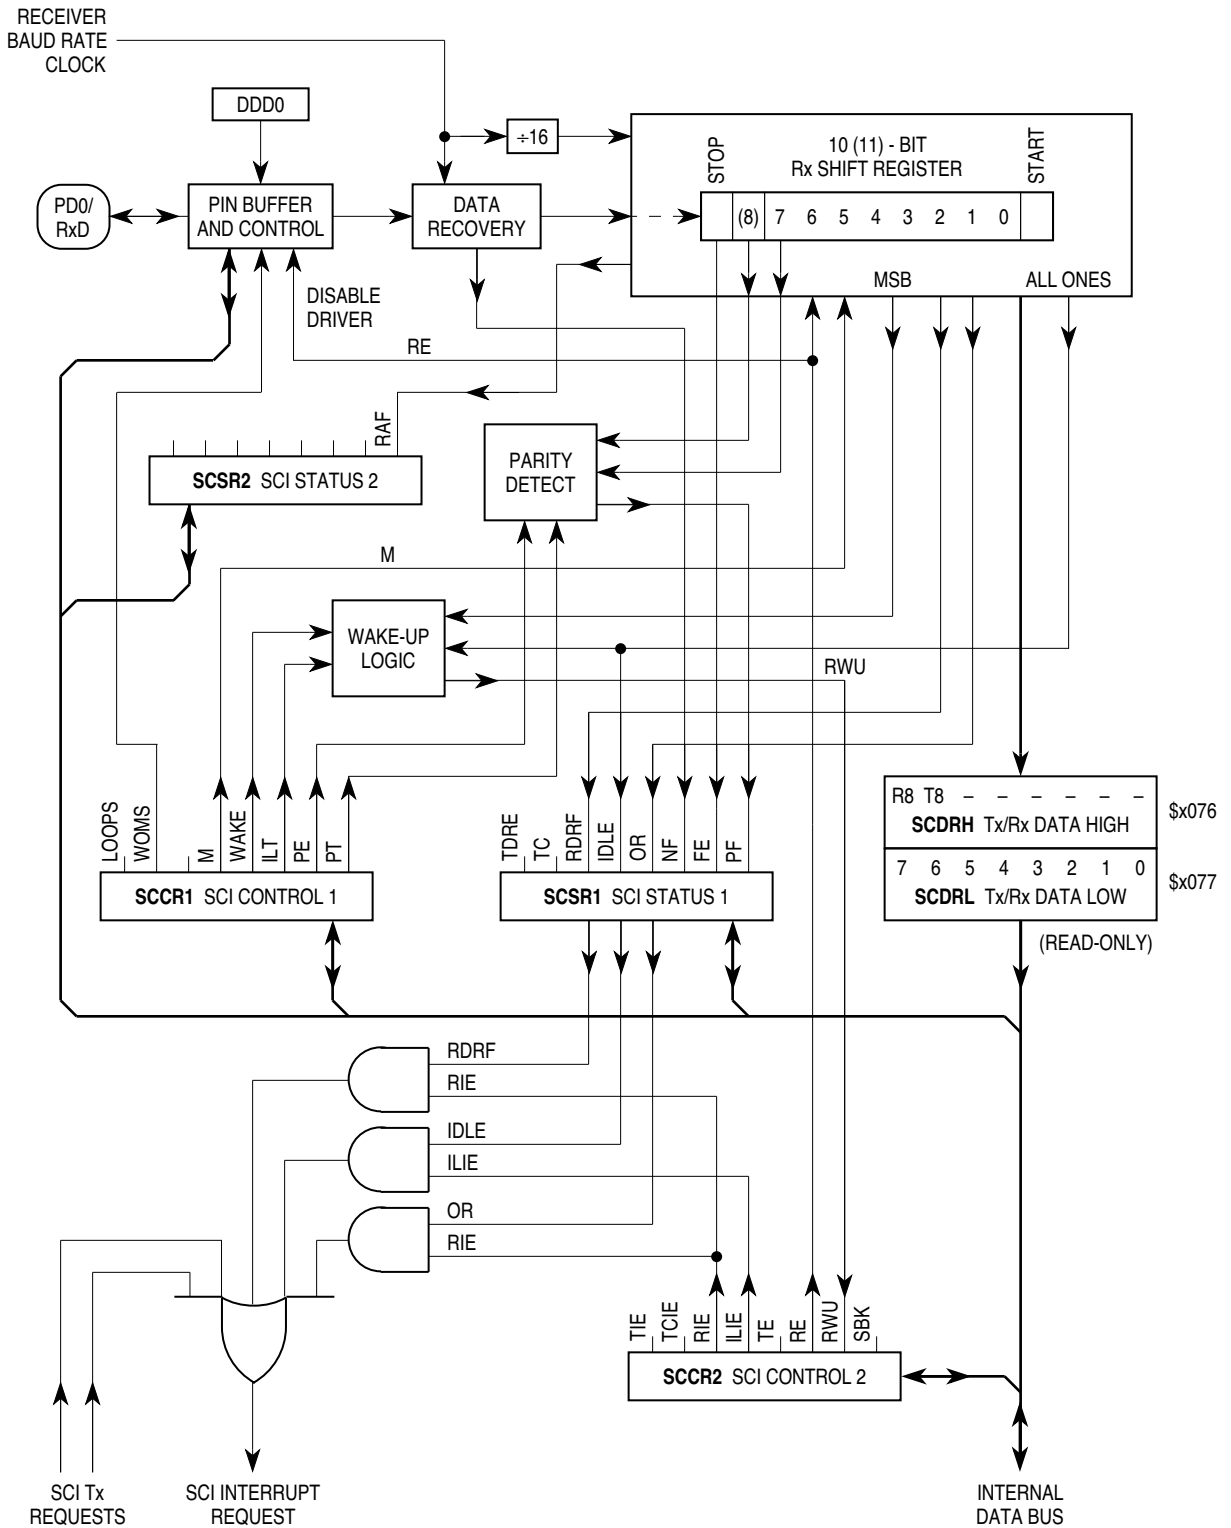 RECEIVER
BAUD RATE
CLOCK
DDD0
÷16
10 (11) - BIT
Rx SHIFT REGISTER
STOP
START
PD0/
RxD
PIN BUFFER
AND CONTROL
DATA
RECOVERY
(8) 7 6 5 4 3 2 1 0
MSB
ALL ONES
DISABLE
DRIVER
RE
RAF
SCSR2 SCI STATUS 2
PARITY
DETECT
M
WAKE-UP
LOGIC
RWU
LOOPS
WOMS
M
WAKE
ILT
PE
PT
SCCR1 SCI CONTROL 1
TDRE
TC
RDRF
IDLE
OR
NF
FE
PF
SCSR1 SCI STATUS 1
R8 T8 – – – – – –
SCDRH Tx/Rx DATA HIGH
$x076
7 6 5 4 3 2 1 0
SCDRL Tx/Rx DATA LOW
$x077
(READ-ONLY)
RDRF
RIE
IDLE
ILIE
OR
RIE
TIE
TCIE
RIE
ILIE
TE
RE
RWU
SBK
SCCR2 SCI CONTROL 2
SCI Tx
REQUESTS
SCI INTERRUPT
REQUEST
INTERNAL
DATA BUS